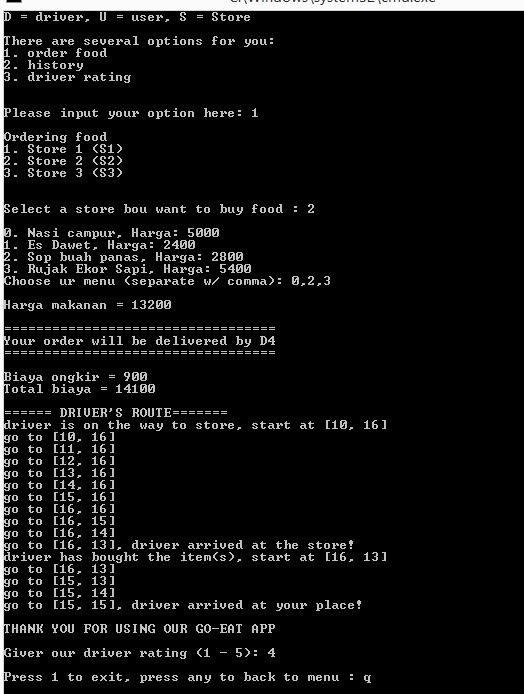 C:\Windows\system32\cmd.exe
D = driver, U = user, S = Store
There are several options for you:
1. order food
2. history
3. driver rating
Please input your option here: 1
Ordering food
1. Store 1 (S1)
2. Store 2 (S2)
3. Store 3 (S3)
Select a store bou want to buy food : 2
0. Nasi campur, Harga: 5000
1. Es Dawet, Harga: 2400
2. Sop buah panas, Harga: 2800
3. Rujak Ekor Sapi, Harga: 5400
Choose ur menu (separate w/ comma): 0,2,3
Harga makanan = 13200
==================================
Your order will be delivered by D4
==================================
Biaya ongkir = 900
Total biaya = 14100
====== DRIVER'S ROUTE=======
driver is on the way to store, start at [10, 16]
go to [10, 16]
go to [11, 16]
go to [12, 16]
go to [13, 16]
go to [14, 16]
go to [15, 16]
go to [16, 16]
go to [16, 15]
go to [16, 14]
go to [16, 13], driver arrived at the store!
driver has bought the item(s), start at [16, 13]
go to [16, 13]
go to [15, 13]
go to [15, 14]
go to [15, 15], driver arrived at your place!
THANK YOU FOR USING OUR GO-EAT APP
Giver our driver rating (1 - 5): 4
Press 1 to exit, press any to back to menu : q